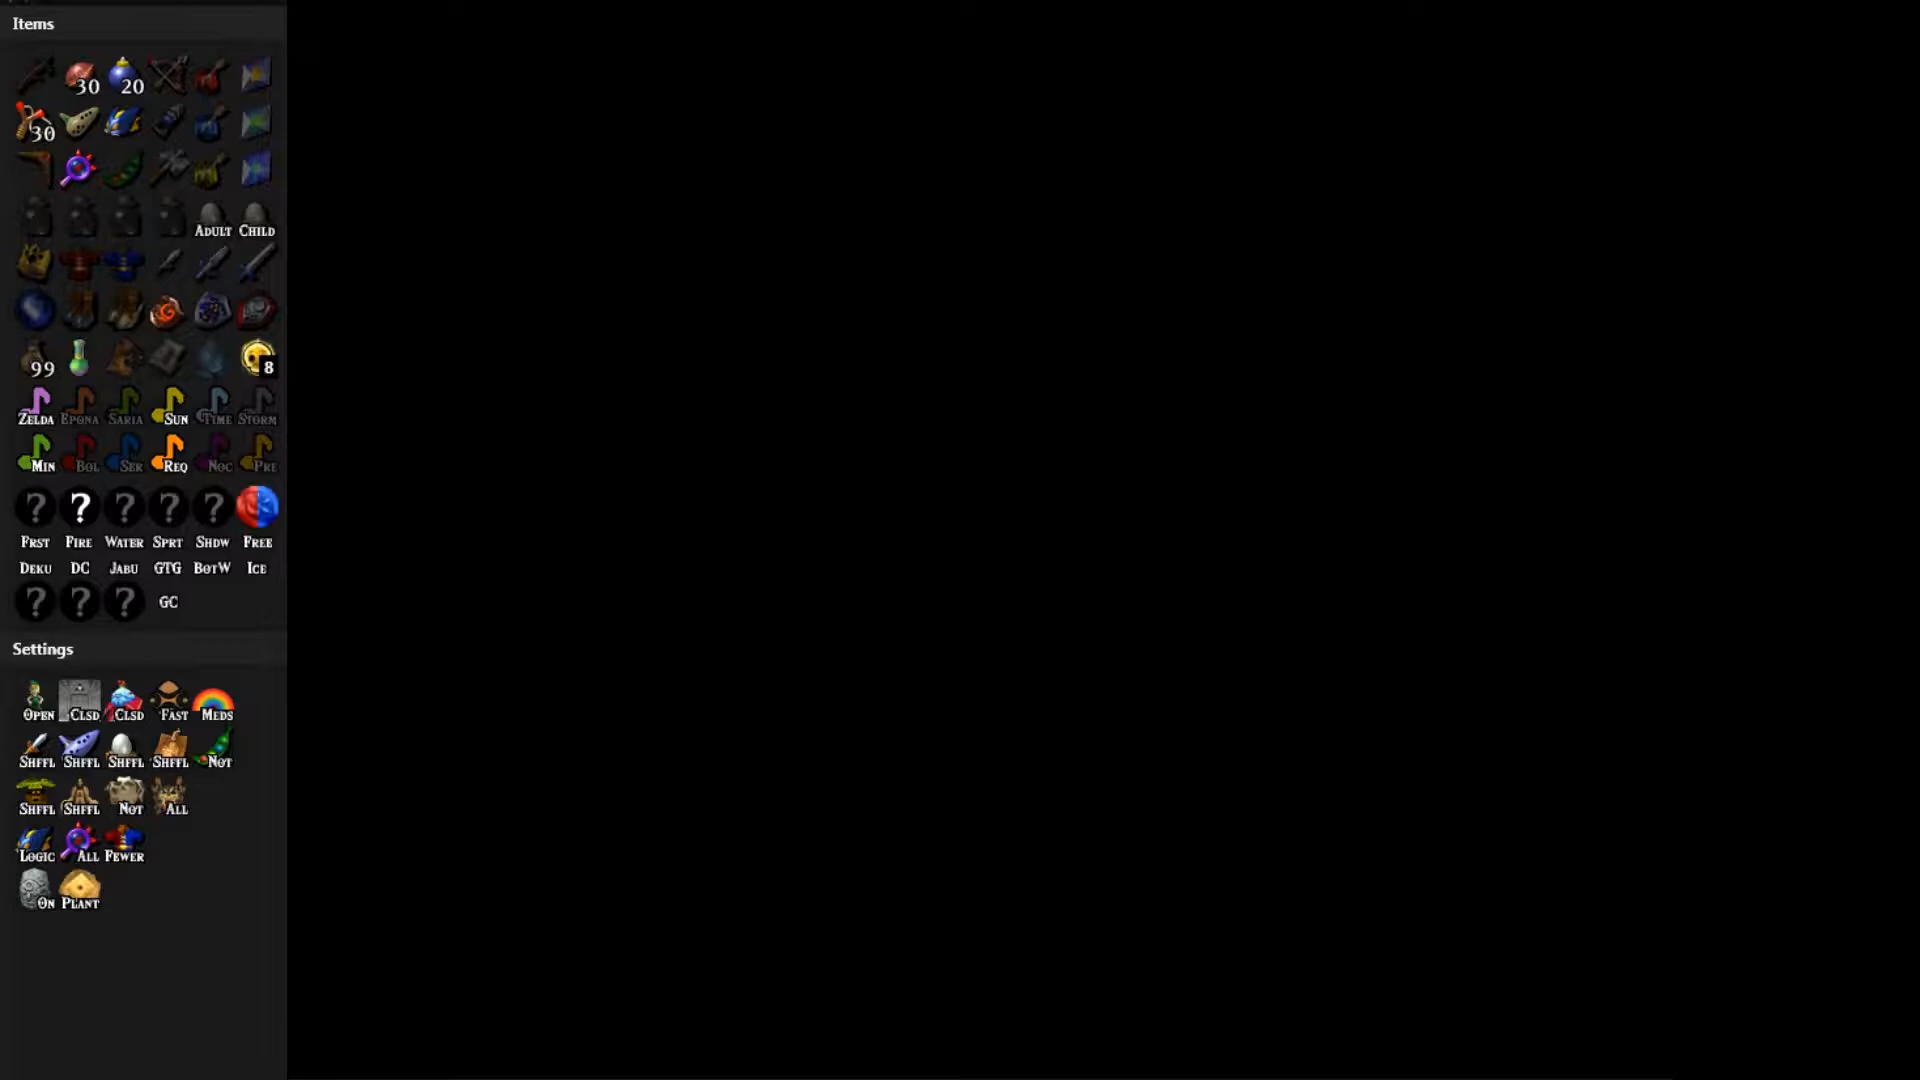 Items
30 20
30
ADULT CHILD
99 8
ZELDA EPONA SARIA SUN TIME STORM
MIN BOL SER REQ NOC PRE
? ? ? ? ?
FRST FIRE WATER SPRT SHDW FREE
DEKU DC JABU GTG BOTW ICE
? ? ? GC
Settings
OPEN CLSD CLSD FAST MEDS
SHFFL SHFFL SHFFL SHFFL NOT
SHFFL SHFFL NOT ALL
LOGIC ALL FEWER
ON PLANT